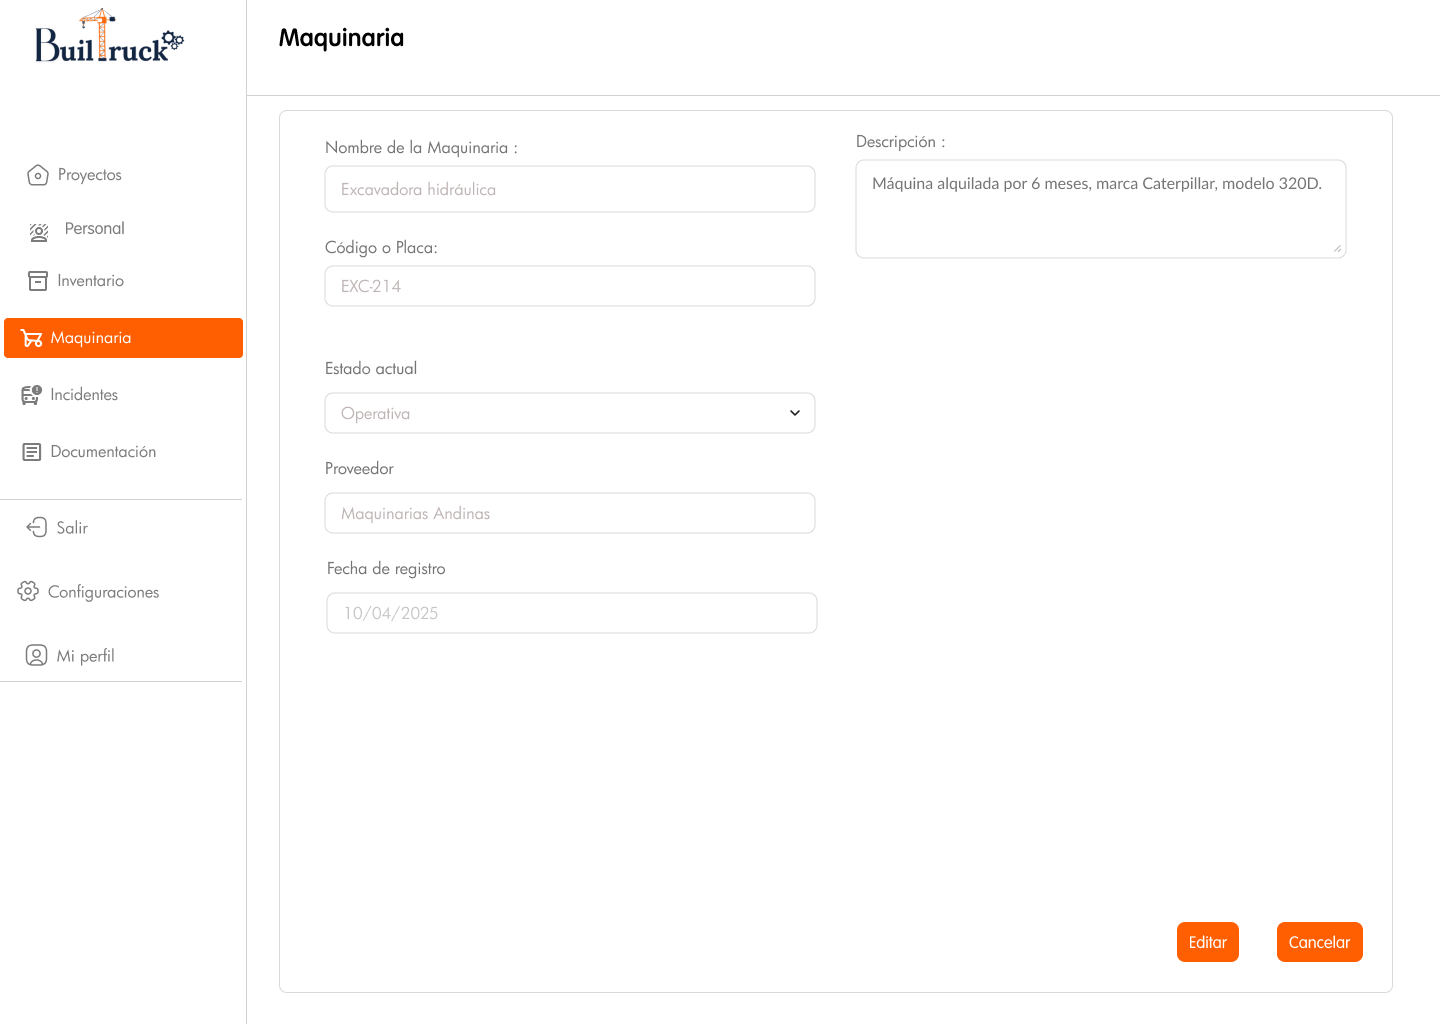 BuilTruck
Proyectos
Personal
Inventario
Maquinaria
Incidentes
Documentación
Salir
Configuraciones
Mi perfil
Maquinaria
Nombre de la Maquinaria :
Excavadora hidráulica
Código o Placa:
EXC-214
Estado actual
Operativa
Proveedor
Maquinarias Andinas
Fecha de registro
10/04/2025
Descripción :
Máquina alquilada por 6 meses, marca Caterpillar, modelo 320D.
Editar
Cancelar